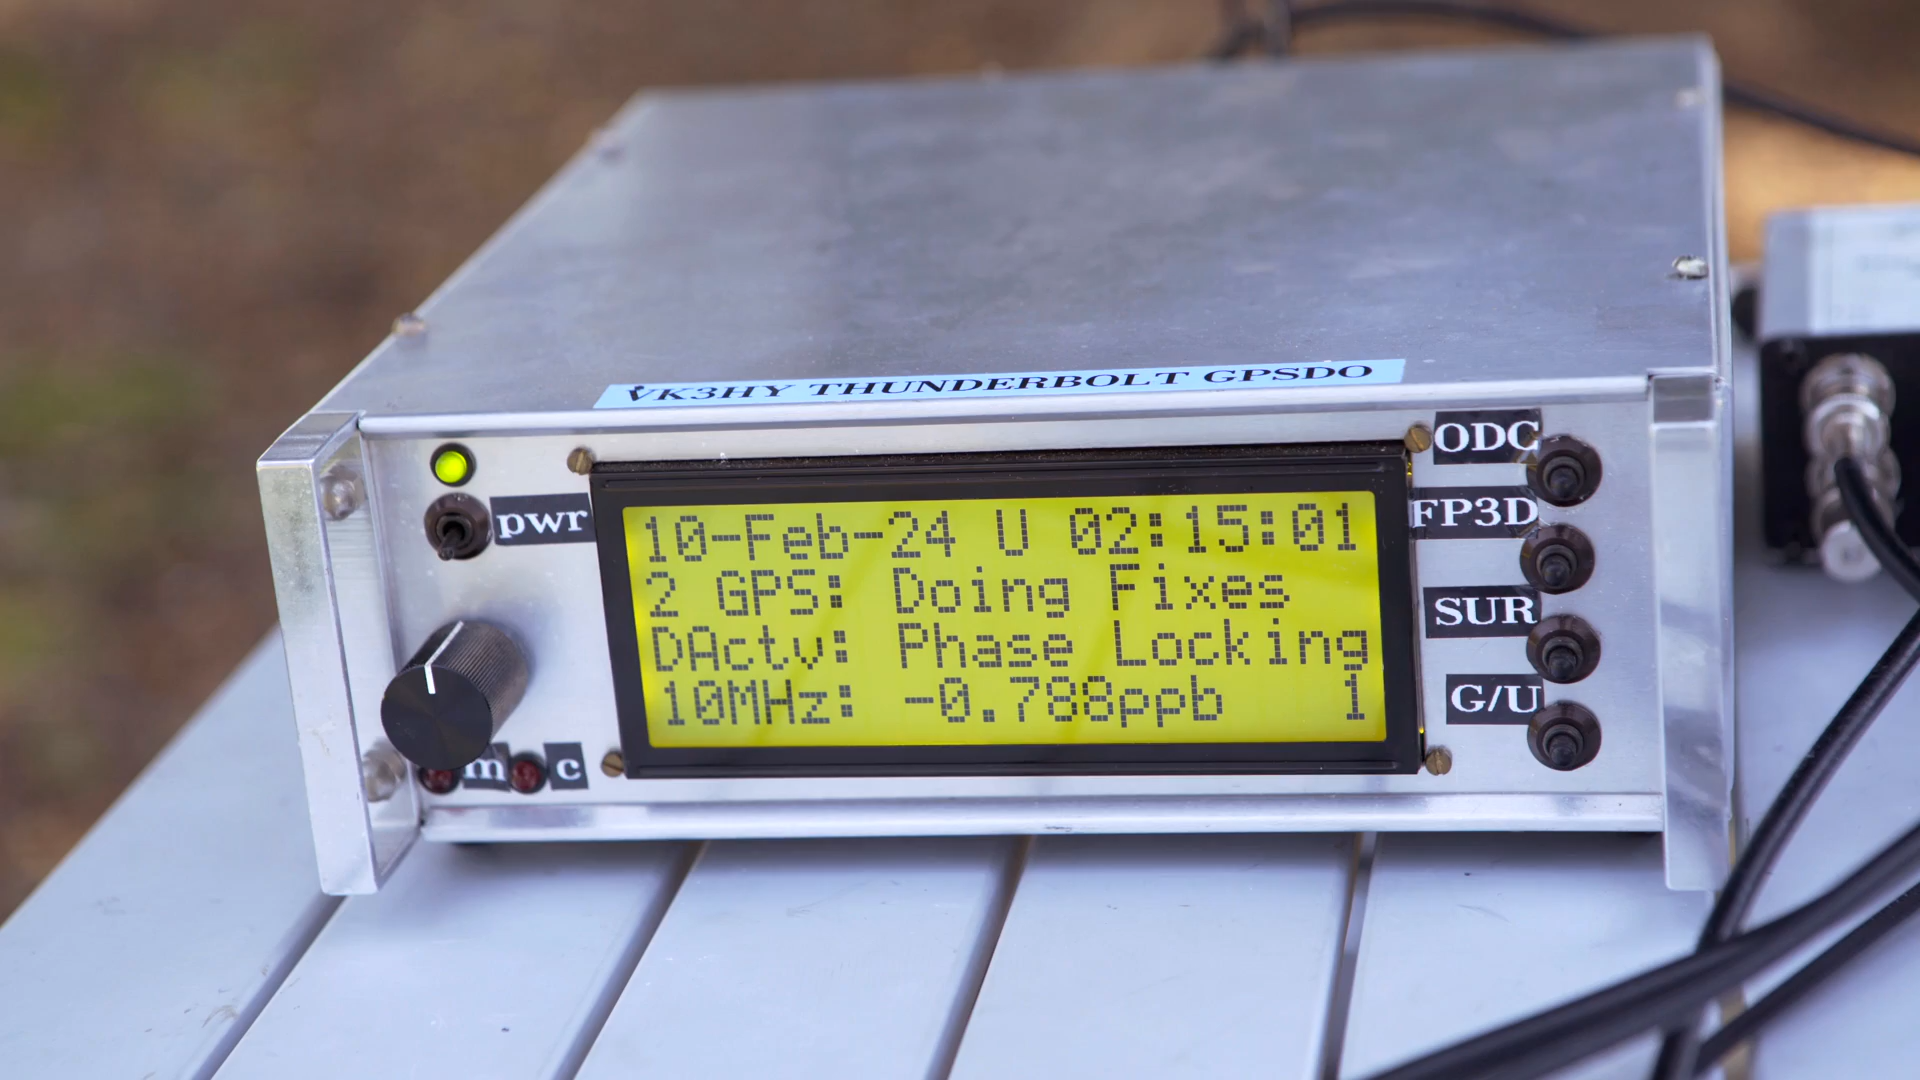 VK3HY THUNDERBOLT GPSDO
ODC
pwr
FP3D
10-Feb-24 U 02:15:01
2 GPS: Doing Fixes
DActv: Phase Locking
10MHz: -0.788ppb 1
SUR
G/U
m c